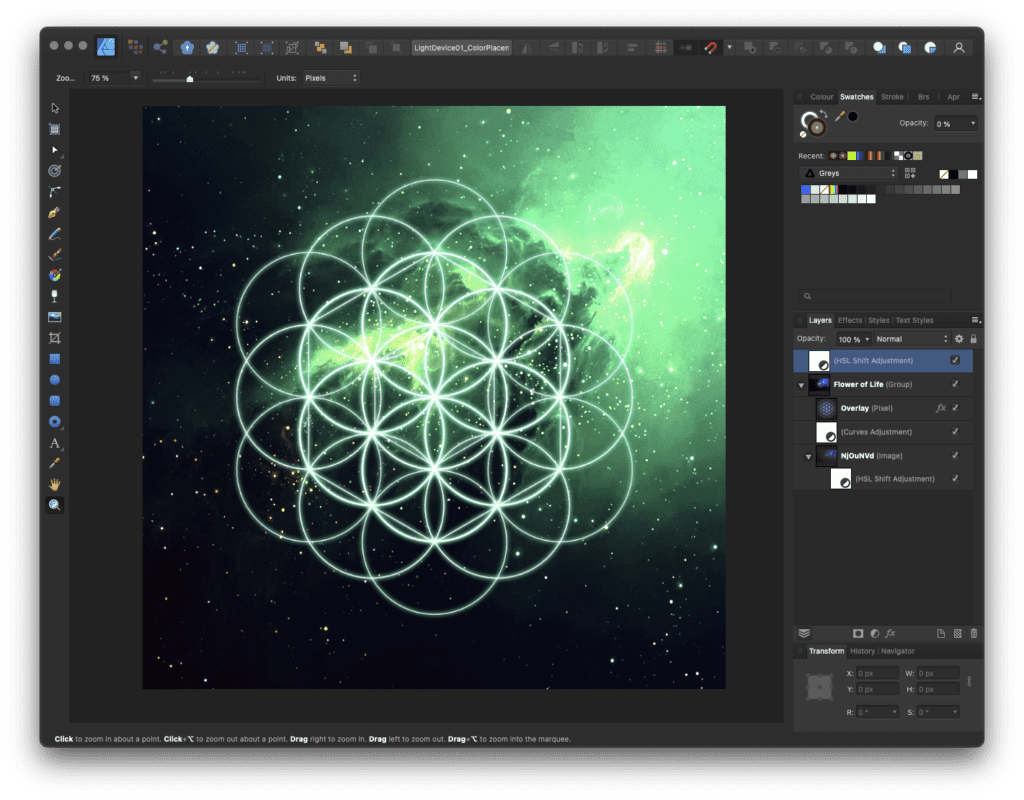 LightDevice01_ColorPlacem
Zoo... 75 % Units: Pixels
Colour Swatches Stroke Brs Apr
Opacity: 0 %
Recent:
Greys
Layers Effects Styles Text Styles
Opacity: 100 % Normal
(HSL Shift Adjustment)
Flower of Life (Group)
Overlay (Pixel) fx
(Curves Adjustment)
NjOuNVd (Image)
(HSL Shift Adjustment)
fx
Transform History Navigator
X: 0 px W: 0 px
Y: 0 px H: 0 px
R: 0 ° S: 0 °
A
Click to zoom in about a point. Click+⌥ to zoom out about a point. Drag right to zoom in. Drag left to zoom out. Drag+⌥ to zoom into the marquee.